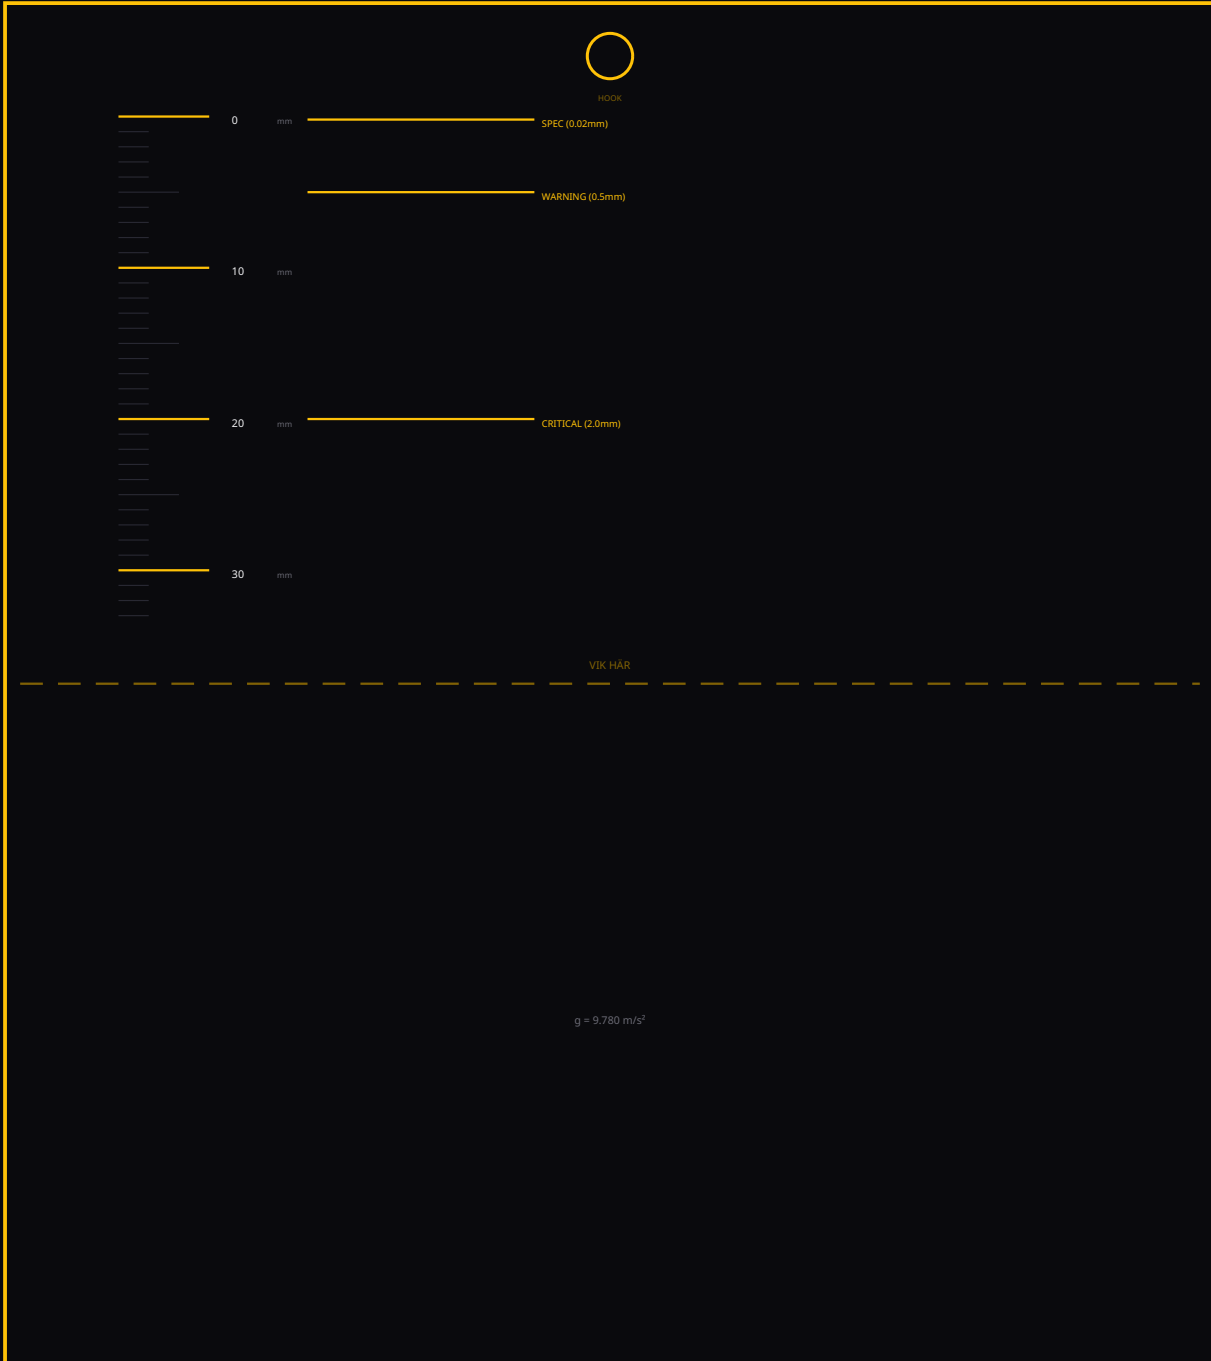 HOOK
0 mm SPEC (0.02mm)
WARNING (0.5mm)
10 mm
20 mm CRITICAL (2.0mm)
30 mm
VIK HÄR
g = 9.780 m/s²